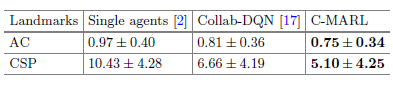 Landmarks Single agents [2] Collab-DQN [17] C-MARL
AC 0.97 ± 0.40 0.81 ± 0.36 0.75 ± 0.34
CSP 10.43 ± 4.28 6.66 ± 4.19 5.10 ± 4.25